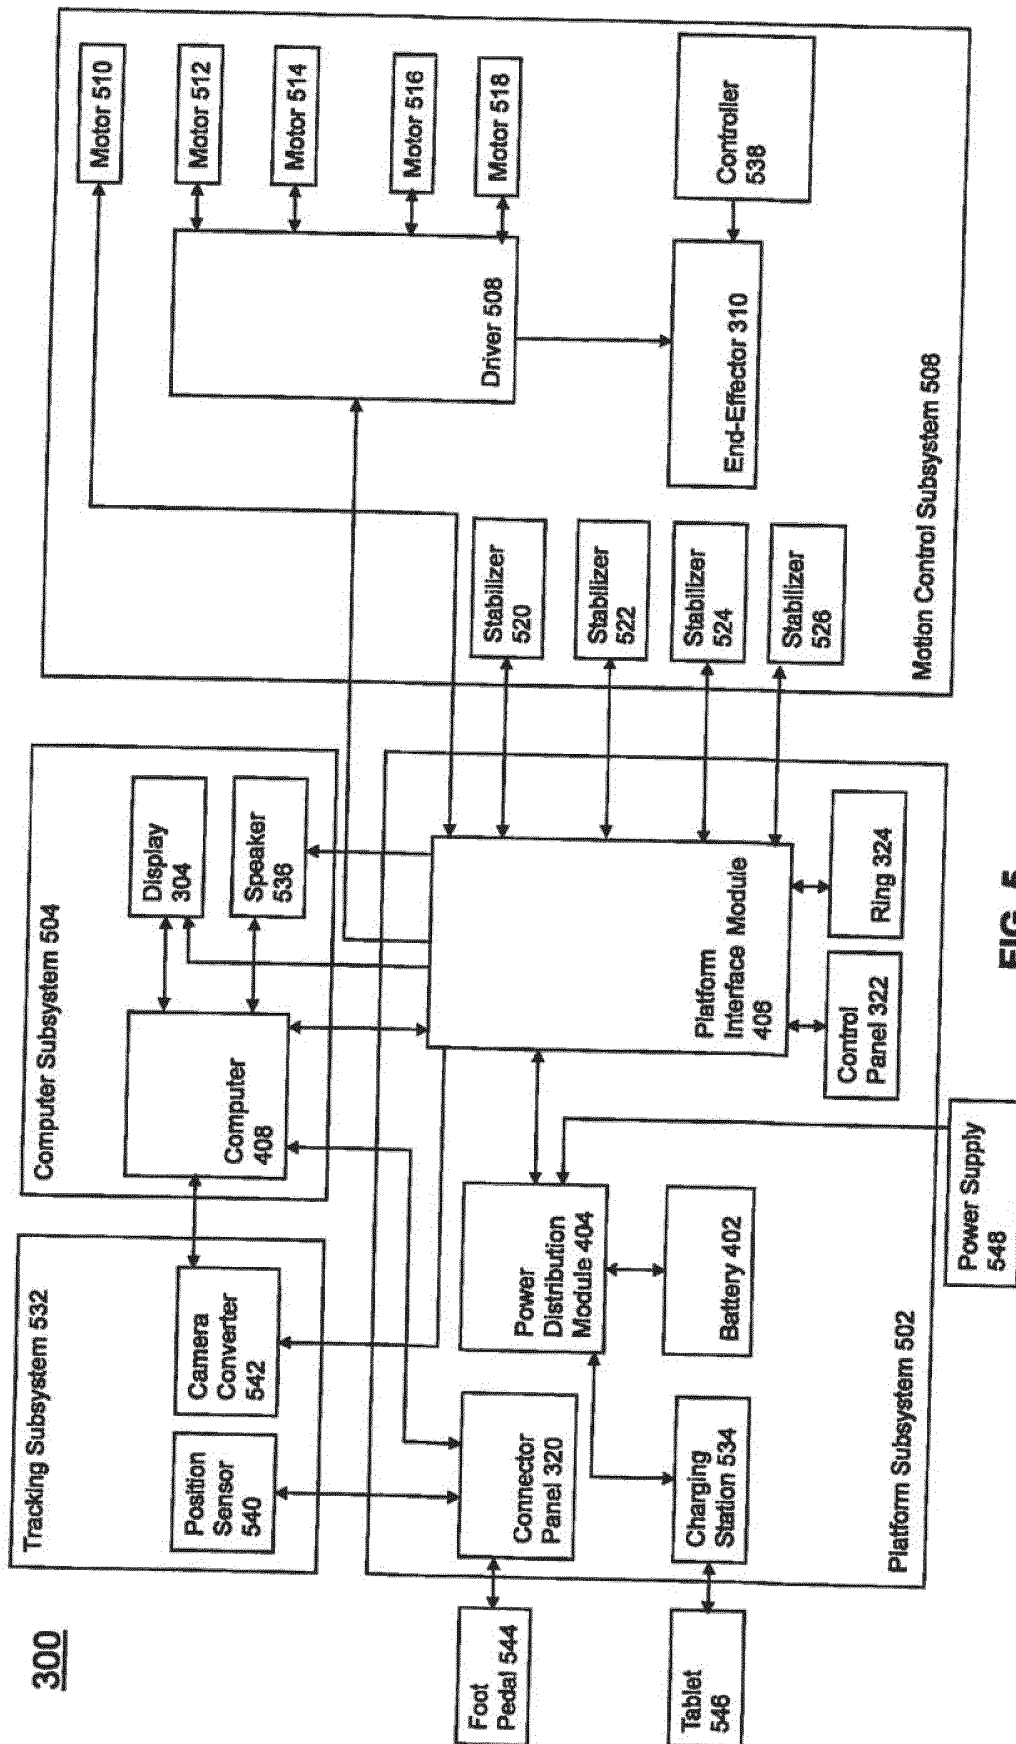 300
Tracking Subsystem 532
Position
Sensor
540
Camera
Converter
542
Computer Subsystem 504
Computer
408
Display
304
Speaker
536
Foot
Pedal 544
Tablet
546
Connector
Panel 320
Charging
Station 534
Power
Distribution
Module 404
Battery 402
Platform
Interface Module
406
Control
Panel 322
Ring 324
Platform Subsystem 502
Power Supply
548
Motor 510
Motor 512
Motor 514
Motor 516
Motor 518
Driver 508
Stabilizer
520
Stabilizer
522
Stabilizer
524
Stabilizer
526
End-Effector 310
Controller
538
Motion Control Subsystem 508
FIG. 5